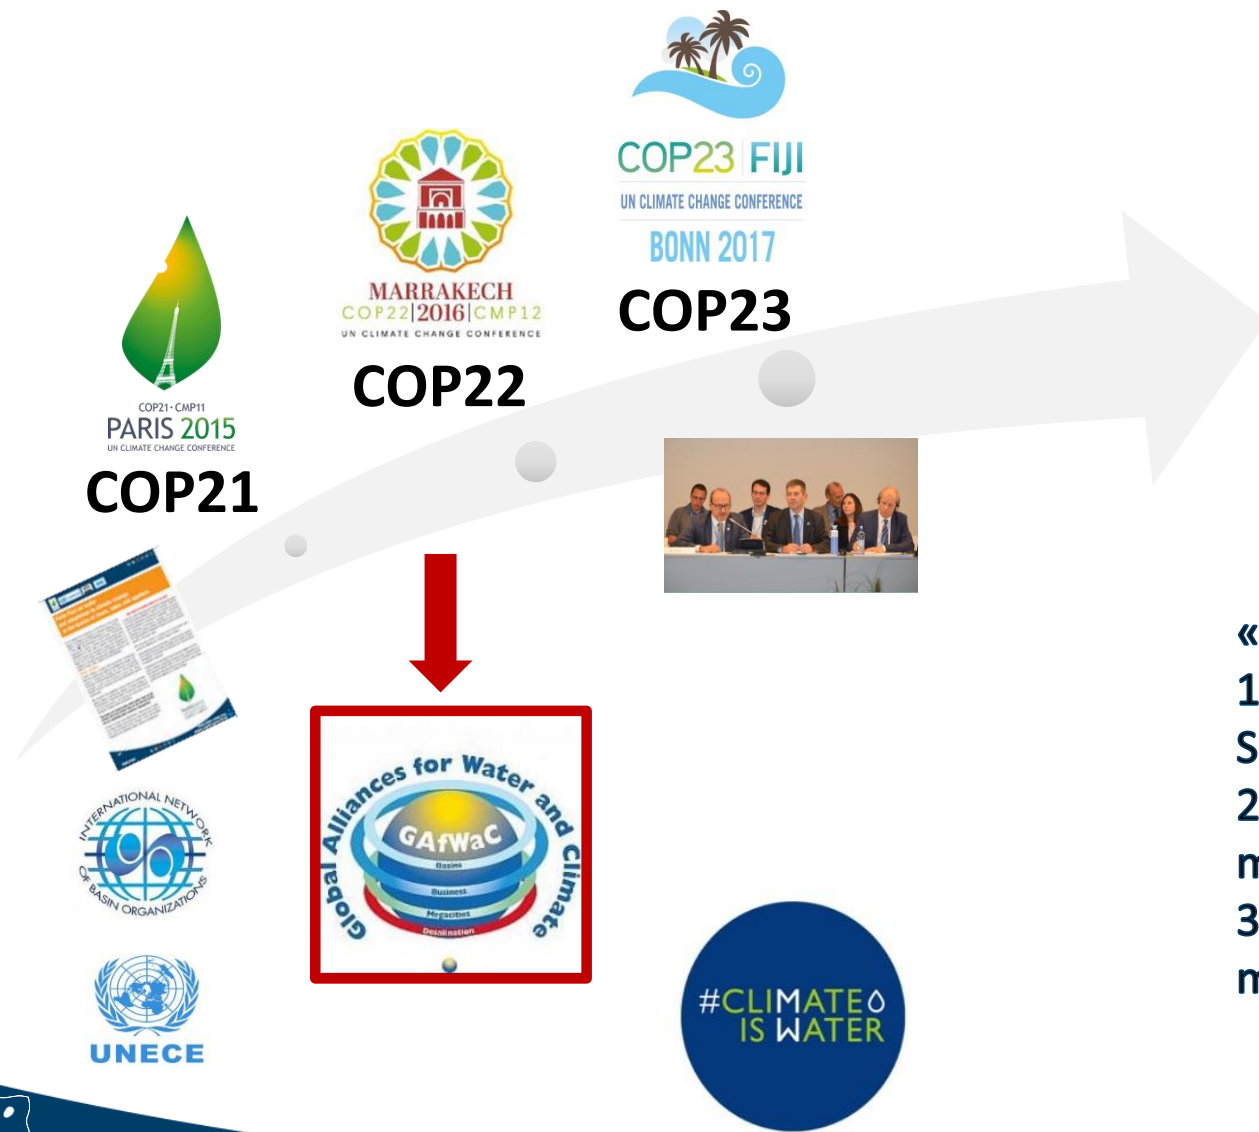 COP23 FIJI
UN CLIMATE CHANGE CONFERENCE
BONN 2017
COP23
MARRAKECH
COP22|2016|CMP12
UN CLIMATE CHANGE CONFERENCE
COP22
COP21·CMP11
PARIS 2015
UN CLIMATE CHANGE CONFERENCE
COP21
INTERNATIONAL NETWORK
OF BASIN ORGANIZATIONS
UNECE
Global Alliances for Water and Climate
GAfWaC
Basins
Business
Megacities
Desalination
#CLIMATE
IS WATER
«
1
S
2
3